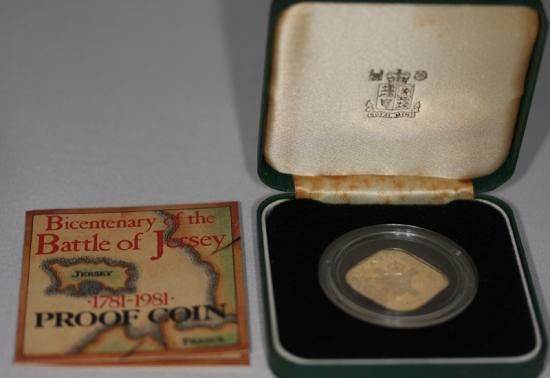 Bicentenary of the
Battle of Jersey
JERSEY
·1781-1981·
PROOF COIN
FRANCE